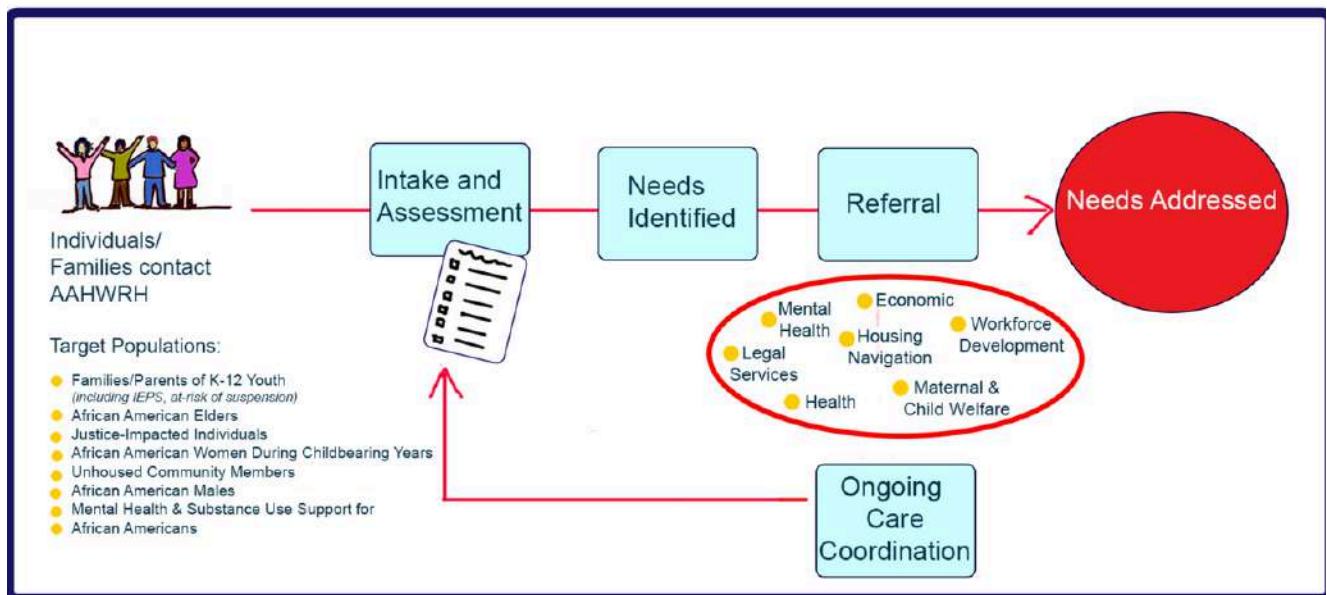 Individuals/
Families contact
AAHWRH
Target Populations:
Families/Parents of K-12 Youth
(including IEPS, at-risk of suspension)
African American Elders
Justice-Impacted Individuals
African American Women During Childbearing Years
Unhoused Community Members
African American Males
Mental Health & Substance Use Support for
African Americans
Intake and
Assessment
Needs
Identified
Referral
Needs Addressed
Economic
Mental
Health
Housing
Navigation
Workforce
Development
Legal
Services
Health
Maternal &
Child Welfare
Ongoing
Care
Coordination